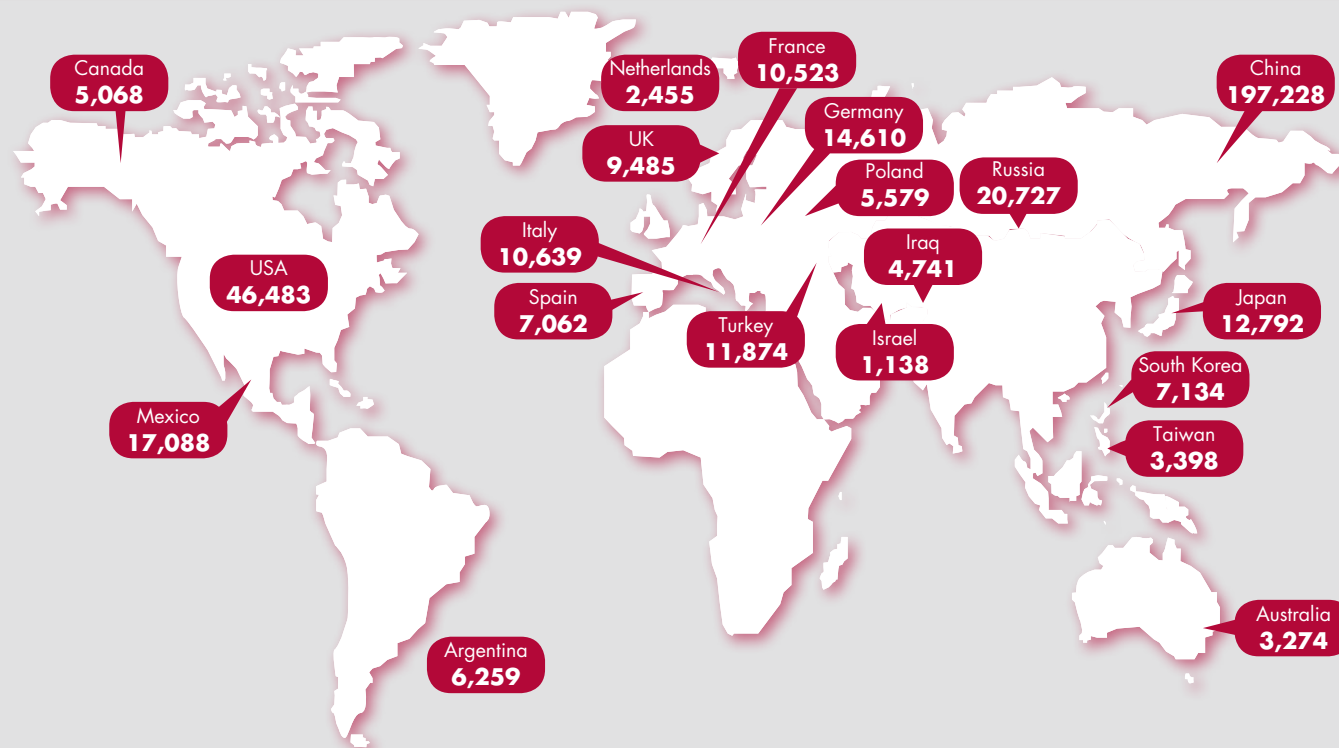 Canada
5,068
Netherlands
2,455
France
10,523
China
197,228
UK
9,485
Germany
14,610
Poland
5,579
Russia
20,727
Italy
10,639
USA
46,483
Spain
7,062
Iraq
4,741
Turkey
11,874
Israel
1,138
Japan
12,792
South Korea
7,134
Mexico
17,088
Taiwan
3,398
Argentina
6,259
Australia
3,274